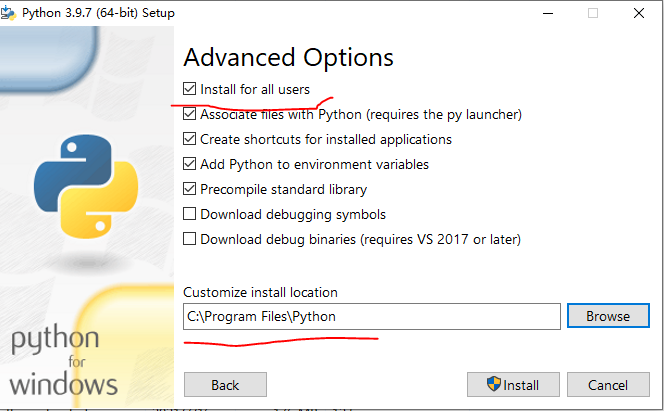 Python 3.9.7 (64-bit) Setup
Advanced Options
Install for all users
Associate files with Python (requires the py launcher)
Create shortcuts for installed applications
Add Python to environment variables
Precompile standard library
Download debugging symbols
Download debug binaries (requires VS 2017 or later)
Customize install location
C:\Program Files\Python
Browse
python
for
windows
Back
Install
Cancel